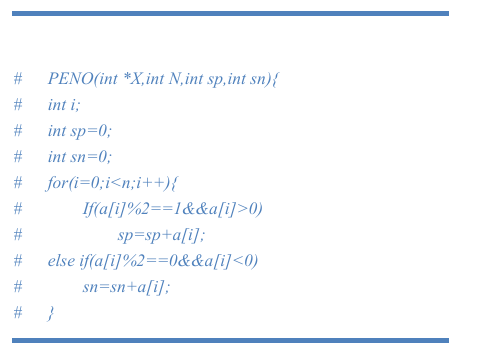 # PENO(int *X,int N,int sp,int sn){
# int i;
# int sp=0;
# int sn=0;
# for(i=0;i<n;i++){
# If(a[i]%2==1&&a[i]>0)
# sp=sp+a[i];
# else if(a[i]%2==0&&a[i]<0)
# sn=sn+a[i];
# }